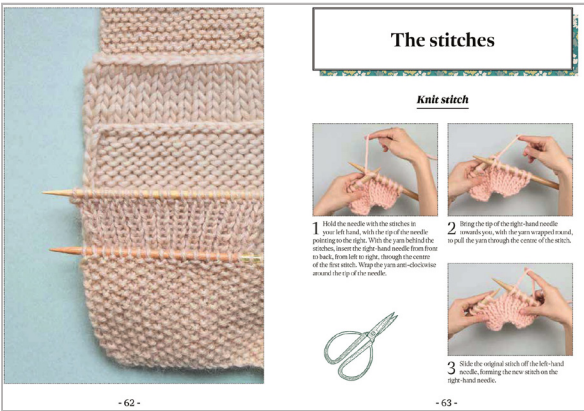 The stitches
Knit stitch
1 Hold the needle with the stitches in
your left hand, with the tip of the needle
pointing to the right. With the yarn behind the
stitches, insert the right-hand needle from front
to back, from left to right, through the centre
of the first stitch. Wrap the yarn anti-clockwise
around the tip of the needle.
2 Bring the tip of the right-hand needle
towards you, with the yarn wrapped round,
to pull the yarn through the centre of the stitch.
3 Slide the original stitch off the left-hand
needle, forming the new stitch on the
right-hand needle.
- 62 -
- 63 -